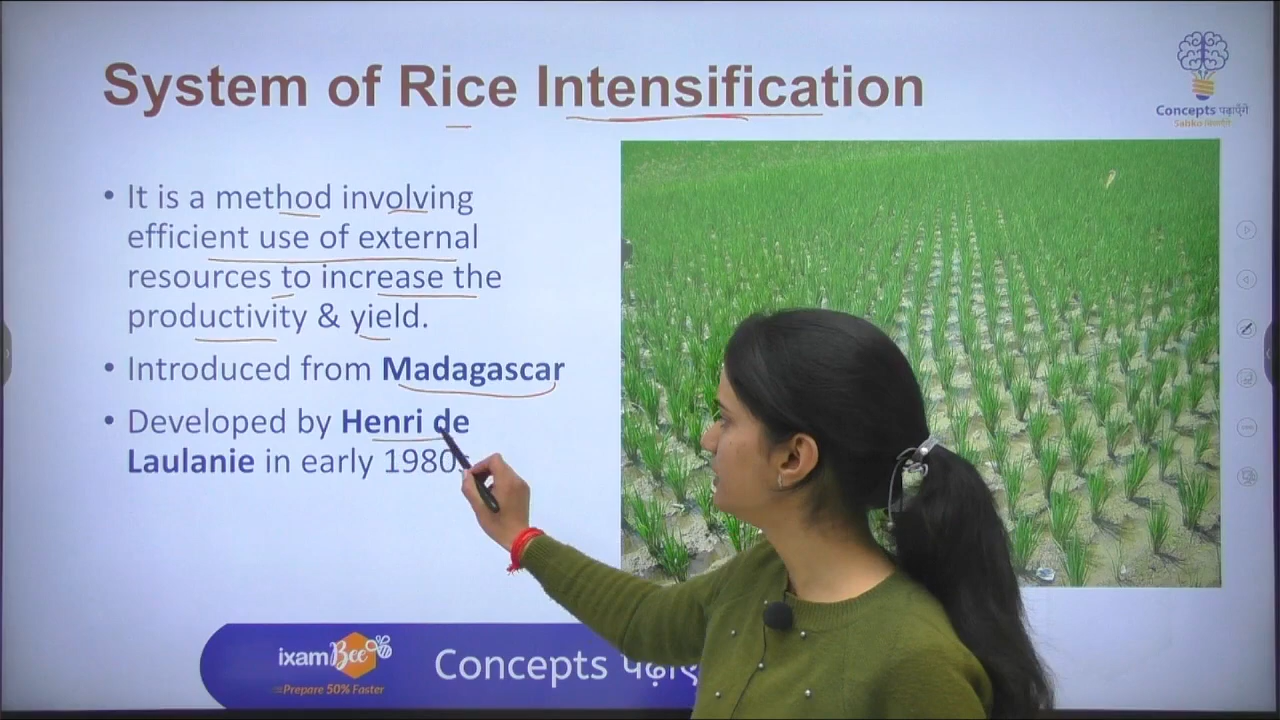 System of Rice Intensification
Concepts पढ़ाएँगे
• It is a method involving
efficient use of external
resources to increase the
productivity & yield.
• Introduced from Madagascar
• Developed by Henri de
Laulanie in early 1980s
ixamBee
Prepare 50% Faster
Concepts